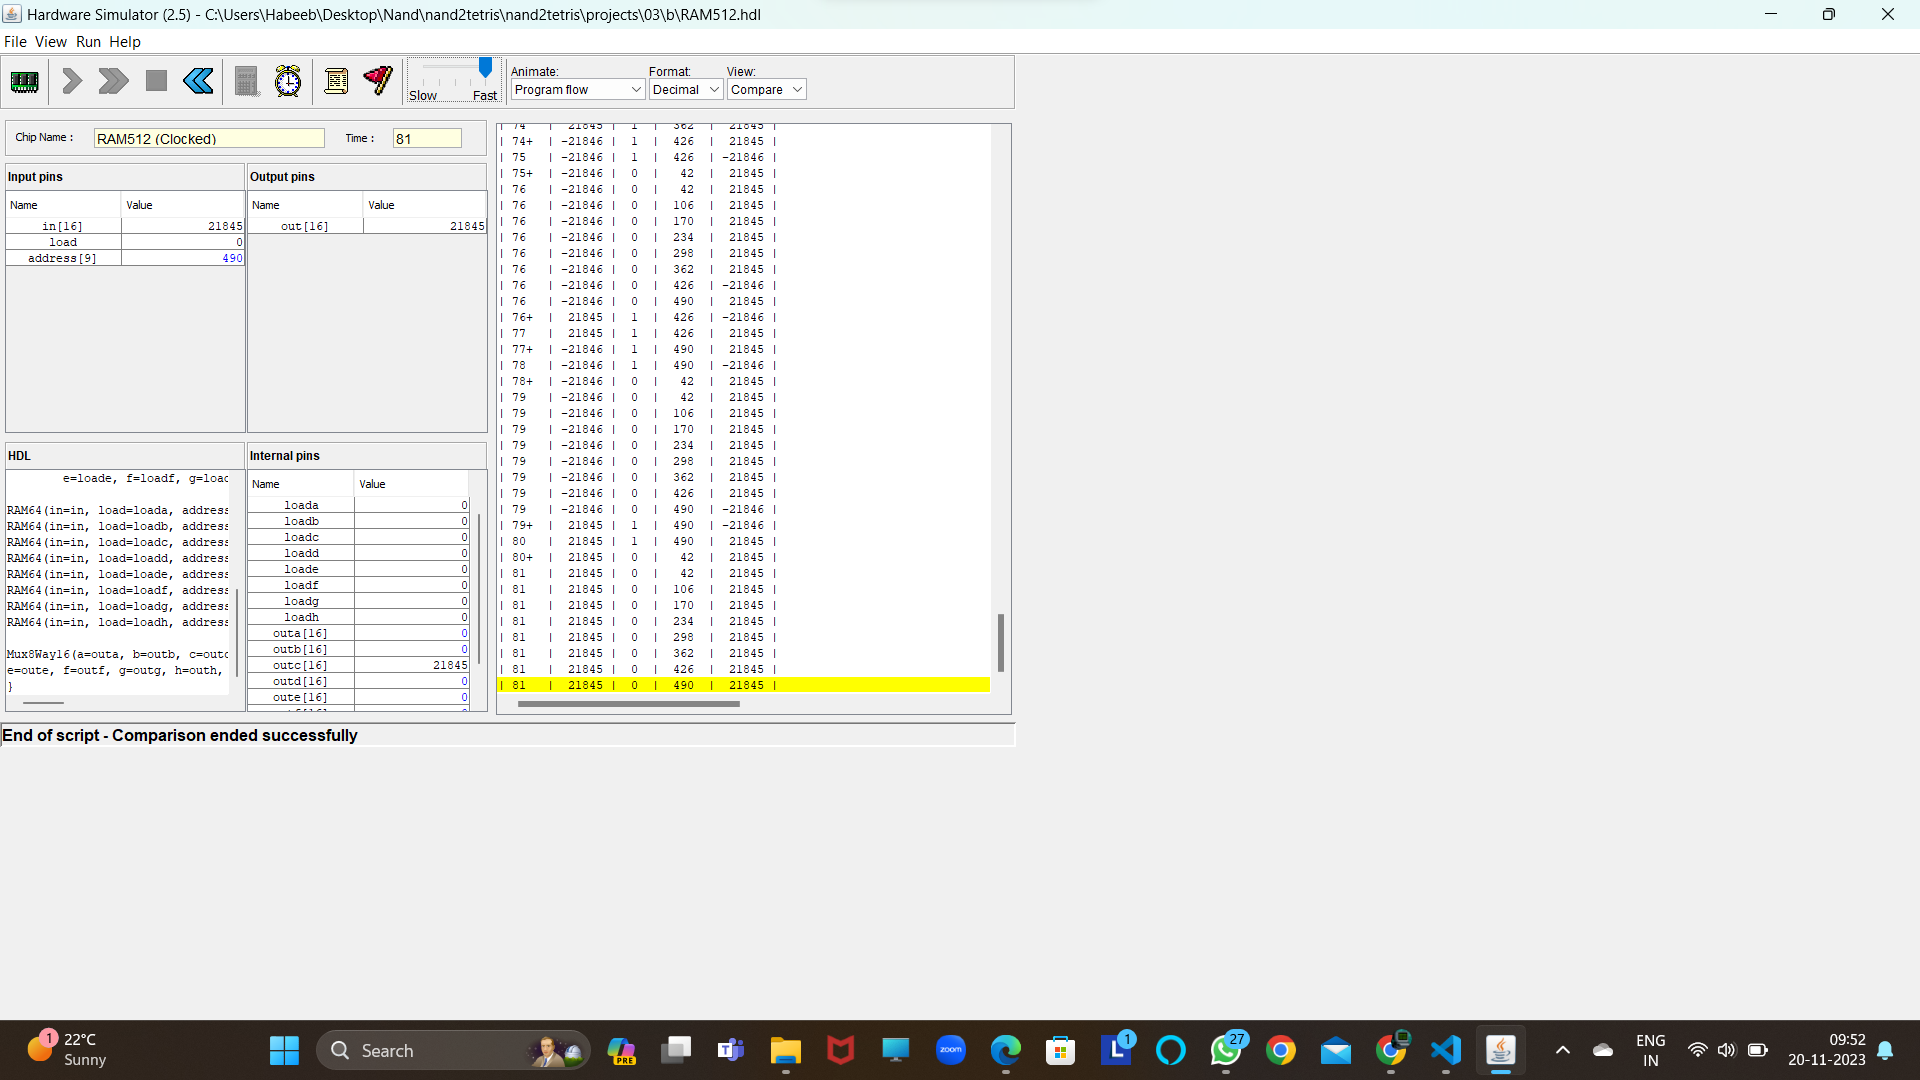 Hardware Simulator (2.5) - C:\Users\Habeeb\Desktop\Nand\nand2tetris\nand2tetris\projects\03\b\RAM512.hdl
File View Run Help
Slow Fast
Animate: Format: View:
Program flow Decimal Compare
Chip Name : RAM512 (Clocked) Time : 81
Input pins
Name Value
in[16] 21845
load 0
address[9] 490
Output pins
Name Value
out[16] 21845
HDL
e=loade, f=loadf, g=load
RAM64(in=in, load=loada, address
RAM64(in=in, load=loadb, address
RAM64(in=in, load=loadc, address
RAM64(in=in, load=loadd, address
RAM64(in=in, load=loade, address
RAM64(in=in, load=loadf, address
RAM64(in=in, load=loadg, address
RAM64(in=in, load=loadh, address
Mux8Way16(a=outa, b=outb, c=outc
e=oute, f=outf, g=outg, h=outh,
}
Internal pins
Name Value
loada 0
loadb 0
loadc 0
loadd 0
loade 0
loadf 0
loadg 0
loadh 0
outa[16] 0
outb[16] 0
outc[16] 21845
outd[16] 0
oute[16] 0
| 74 | 21845 | 1 | 362 | 21845 |
| 74+ | -21846 | 1 | 426 | 21845 |
| 75 | -21846 | 1 | 426 | -21846 |
| 75+ | -21846 | 0 | 42 | 21845 |
| 76 | -21846 | 0 | 42 | 21845 |
| 76 | -21846 | 0 | 106 | 21845 |
| 76 | -21846 | 0 | 170 | 21845 |
| 76 | -21846 | 0 | 234 | 21845 |
| 76 | -21846 | 0 | 298 | 21845 |
| 76 | -21846 | 0 | 362 | 21845 |
| 76 | -21846 | 0 | 426 | -21846 |
| 76 | -21846 | 0 | 490 | 21845 |
| 76+ | 21845 | 1 | 426 | -21846 |
| 77 | 21845 | 1 | 426 | 21845 |
| 77+ | -21846 | 1 | 490 | 21845 |
| 78 | -21846 | 1 | 490 | -21846 |
| 78+ | -21846 | 0 | 42 | 21845 |
| 79 | -21846 | 0 | 42 | 21845 |
| 79 | -21846 | 0 | 106 | 21845 |
| 79 | -21846 | 0 | 170 | 21845 |
| 79 | -21846 | 0 | 234 | 21845 |
| 79 | -21846 | 0 | 298 | 21845 |
| 79 | -21846 | 0 | 362 | 21845 |
| 79 | -21846 | 0 | 426 | 21845 |
| 79 | -21846 | 0 | 490 | -21846 |
| 79+ | 21845 | 1 | 490 | -21846 |
| 80 | 21845 | 1 | 490 | 21845 |
| 80+ | 21845 | 0 | 42 | 21845 |
| 81 | 21845 | 0 | 42 | 21845 |
| 81 | 21845 | 0 | 106 | 21845 |
| 81 | 21845 | 0 | 170 | 21845 |
| 81 | 21845 | 0 | 234 | 21845 |
| 81 | 21845 | 0 | 298 | 21845 |
| 81 | 21845 | 0 | 362 | 21845 |
| 81 | 21845 | 0 | 426 | 21845 |
| 81 | 21845 | 0 | 490 | 21845 |
End of script - Comparison ended successfully
1
22°C
Sunny
Search
PRE
zoom
L 1
27
ENG
IN
09:52
20-11-2023